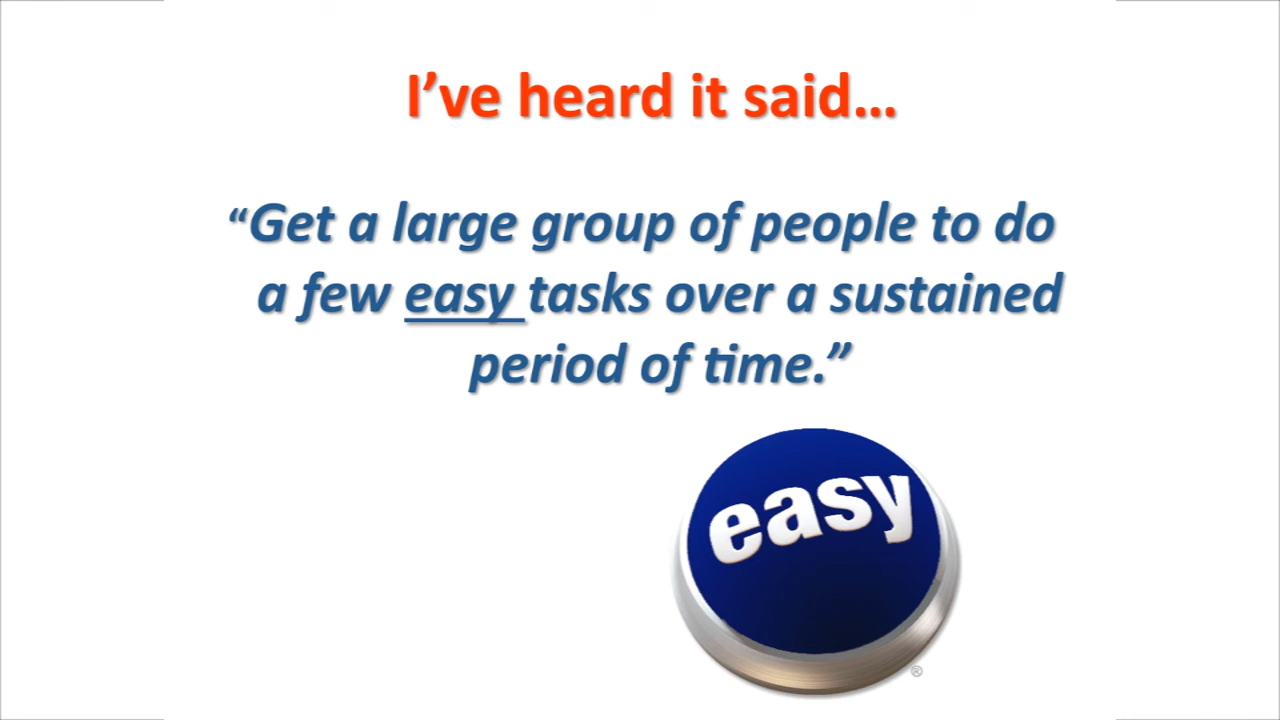 I’ve heard it said…
“Get a large group of people to do
a few easy tasks over a sustained
period of time.”
easy
®